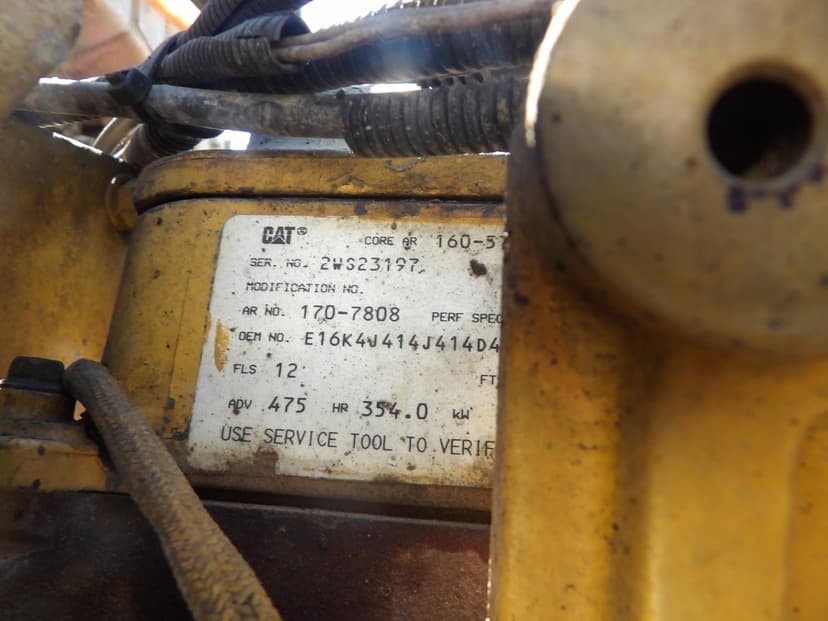 CAT® CORE AR 160-57
SER. NO. 2WS23197
MODIFICATION NO.
AR NO. 170-7808 PERF SPEC
OEM NO. E16K4J414J414D4
FLS 12 FT
ADV 475 HR 354.0 kW
USE SERVICE TOOL TO VERIF